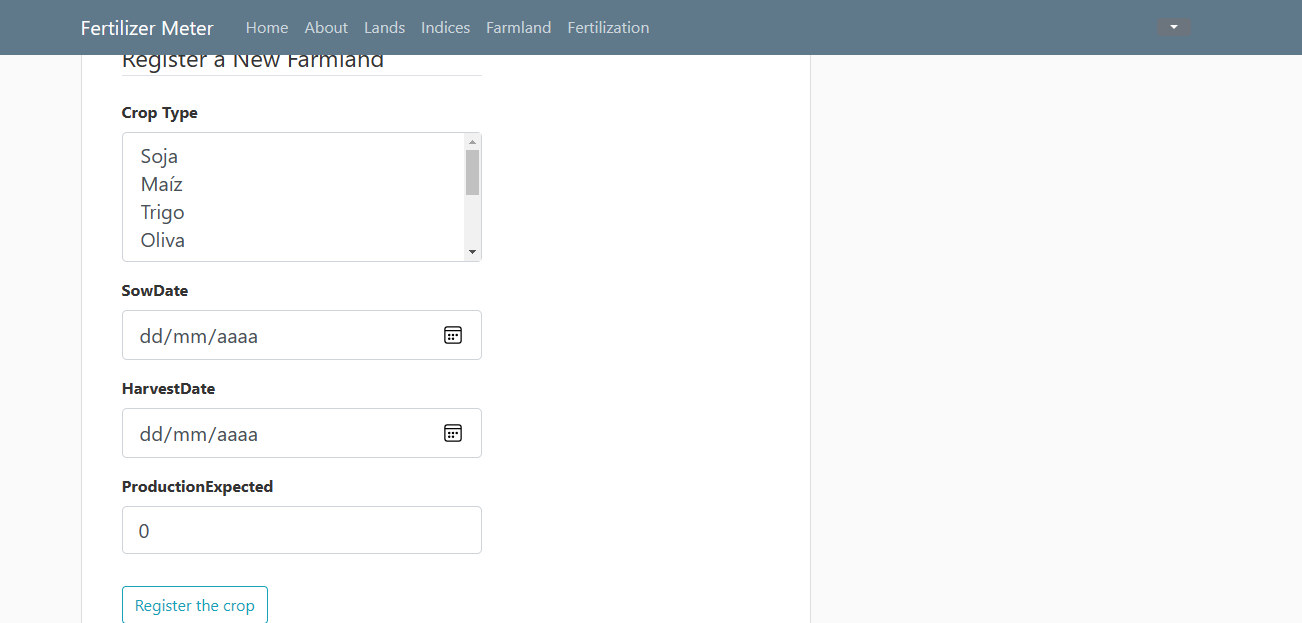 Fertilizer Meter Home About Lands Indices Farmland Fertilization
Register a New Farmland
Crop Type
Soja
Maíz
Trigo
Oliva
SowDate
dd/mm/aaaa
HarvestDate
dd/mm/aaaa
ProductionExpected
0
Register the crop